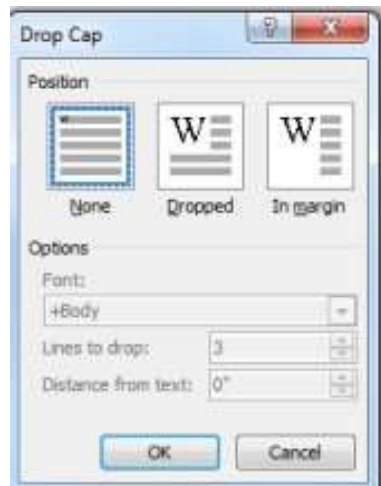 Drop Cap
Position
W W W
None Dropped In margin
Options
Font:
+Body
Lines to drop: 3
Distance from text: 0"
OK Cancel